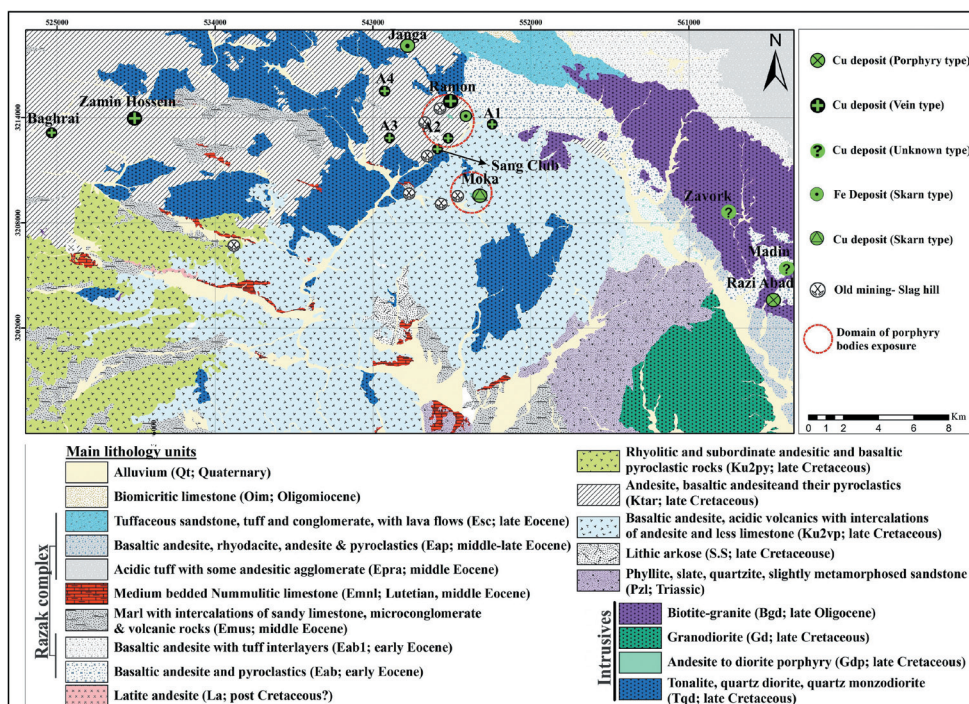 525000 534000 543000 552000 561000
3214000
3208000
3202000
Janga
A4
Ramon
Zamin Hossein
Baghrai
A3
A2
A1
Sang Club
Moka
Zavork
Madin
Razi Abad
N
Cu deposit (Porphyry type)
Cu deposit (Vein type)
Cu deposit (Unknown type)
Fe Deposit (Skarn type)
Cu deposit (Skarn type)
Old mining- Slag hill
Domain of porphyry
bodies exposure
Km
0 2 4 6 8
Main lithology units
Alluvium (Qt; Quaternary)
Biomicritic limestone (Oim; Oligomiocene)
Razak complex
Tuffaceous sandstone, tuff and conglomerate, with lava flows (Esc; late Eocene)
Basaltic andesite, rhyodacite, andesite & pyroclastics (Eap; middle-late Eocene)
Acidic tuff with some andesitic agglomerate (Epra; middle Eocene)
Medium bedded Nummulitic limestone (Emnl; Lutetian, middle Eocene)
Marl with intercalations of sandy limestone, microconglomerate
& volcanic rocks (Emus; middle Eocene)
Basaltic andesite with tuff interlayers (Eab1; early Eocene)
Basaltic andesite and pyroclastics (Eab; early Eocene)
Latite andesite (La; post Cretaceous?)
Rhyolitic and subordinate andesitic and basaltic
pyroclastic rocks (Ku2py; late Cretaceous)
Andesite, basaltic andesiteand their pyroclastics
(Ktar; late Cretaceous)
Basaltic andesite, acidic volcanics with intercalations
of andesite and less limestone (Ku2vp; late Cretaceous)
Lithic arkose (S.S; late Cretaceouse)
Phyllite, slate, quartzite, slightly metamorphosed sandstone
(Pzl; Triassic)
Intrusives
Biotite-granite (Bgd; late Oligocene)
Granodiorite (Gd; late Cretaceous)
Andesite to diorite porphyry (Gdp; late Cretaceous)
Tonalite, quartz diorite, quartz monzodiorite
(Tqd; late Cretaceous)